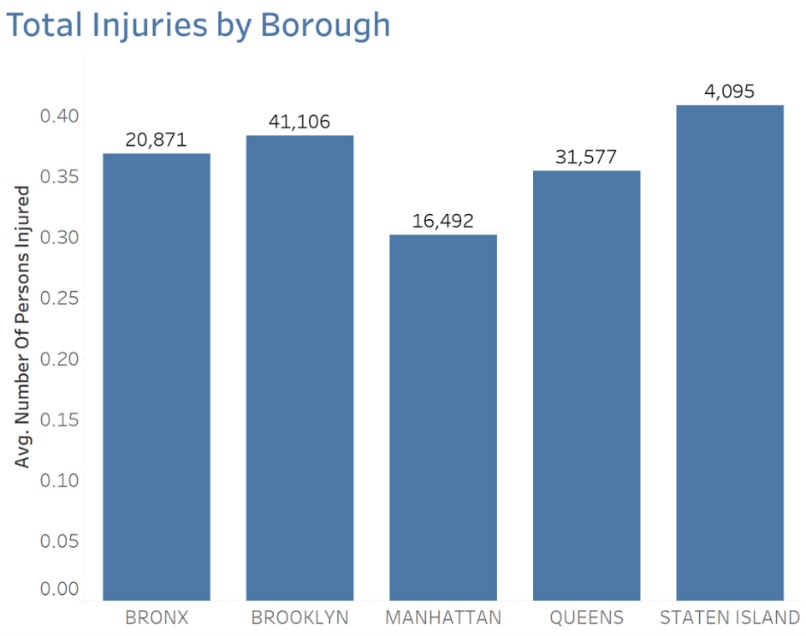 Total Injuries by Borough
Avg. Number Of Persons Injured
0.40
0.35
0.30
0.25
0.20
0.15
0.10
0.05
0.00
20,871
41,106
16,492
31,577
4,095
BRONX
BROOKLYN
MANHATTAN
QUEENS
STATEN ISLAND